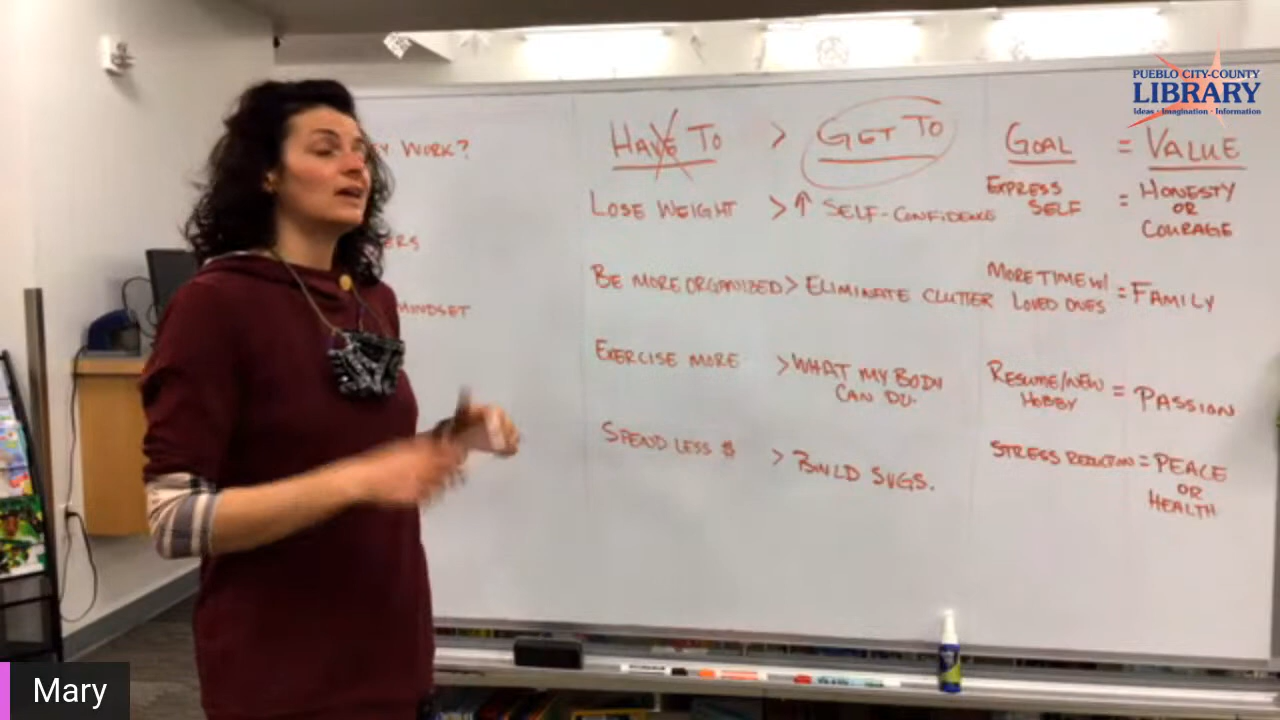 PUEBLO CITY-COUNTY
LIBRARY
Ideas • Imagination • Information
Y WORK?
ERS
MINDSET
HAVE TO > GET TO
LOSE WEIGHT > ↑ SELF-CONFIDENCE
BE MORE ORGANIZED > ELIMINATE CLUTTER
EXERCISE MORE > WHAT MY BODY
CAN DO.
SPEND LESS $ > BUILD SVGS.
GOAL = VALUE
EXPRESS
SELF = HONESTY
OR
COURAGE
MORE TIME W/
LOVED ONES = FAMILY
RESUME/NEW
HOBBY = PASSION
STRESS REDUCTION = PEACE
OR
HEALTH
Mary